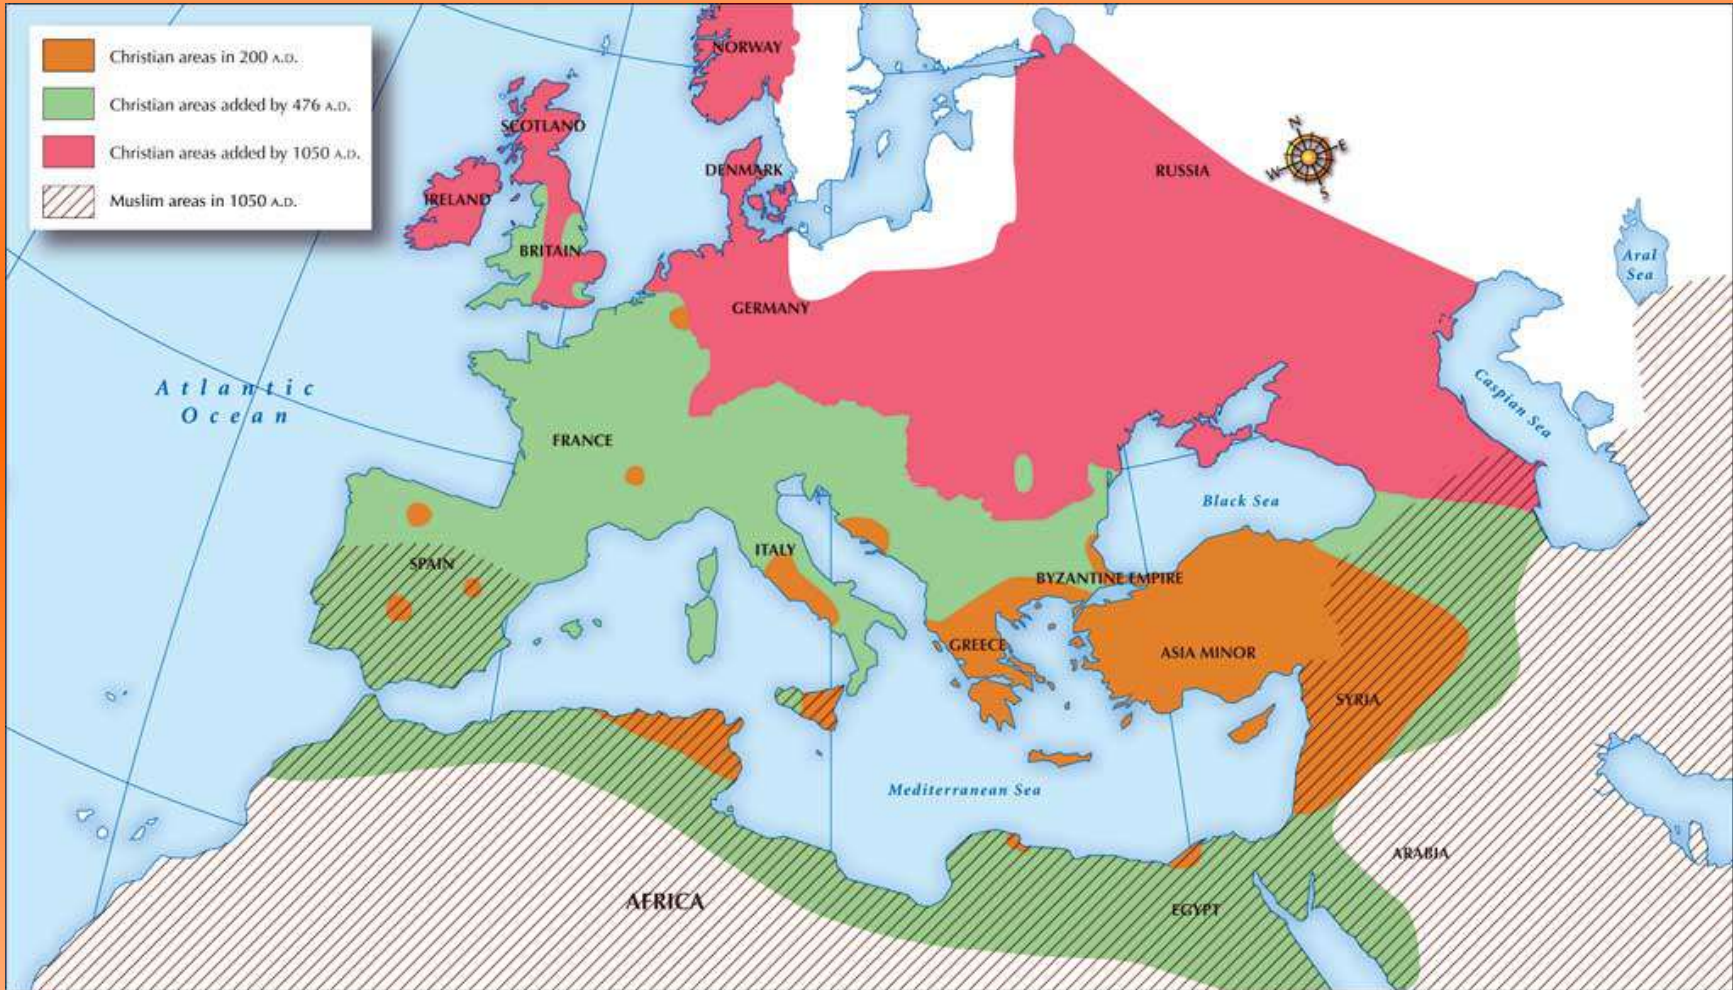 Christian areas in 200 A.D.
Christian areas added by 476 A.D.
Christian areas added by 1050 A.D.
Muslim areas in 1050 A.D.
NORWAY
SCOTLAND
DENMARK
IRELAND
RUSSIA
N
E
W
S
BRITAIN
Aral
Sea
GERMANY
Atlantic
Ocean
Caspian Sea
FRANCE
Black Sea
ITALY
SPAIN
BYZANTINE EMPIRE
GREECE
ASIA MINOR
SYRIA
Mediterranean Sea
ARABIA
AFRICA
EGYPT